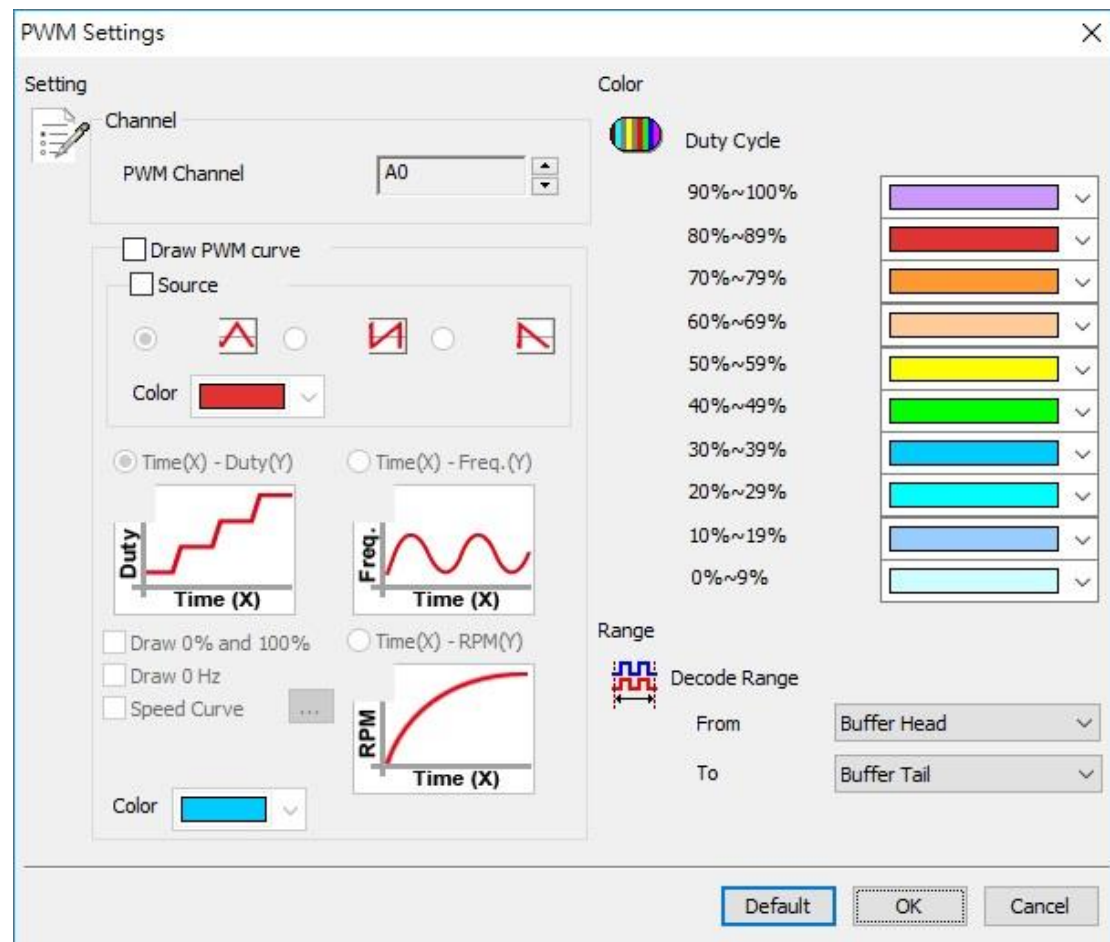 PWM Settings
Setting
Channel
PWM Channel
A0
Draw PWM curve
Source
Color
Time(X) - Duty(Y)
Time(X) - Freq.(Y)
Duty
Time (X)
Freq.
Time (X)
Draw 0% and 100%
Time(X) - RPM(Y)
Draw 0 Hz
Speed Curve
...
RPM
Time (X)
Color
Color
Duty Cycle
90%~100%
80%~89%
70%~79%
60%~69%
50%~59%
40%~49%
30%~39%
20%~29%
10%~19%
0%~9%
Range
Decode Range
From
Buffer Head
To
Buffer Tail
Default
OK
Cancel